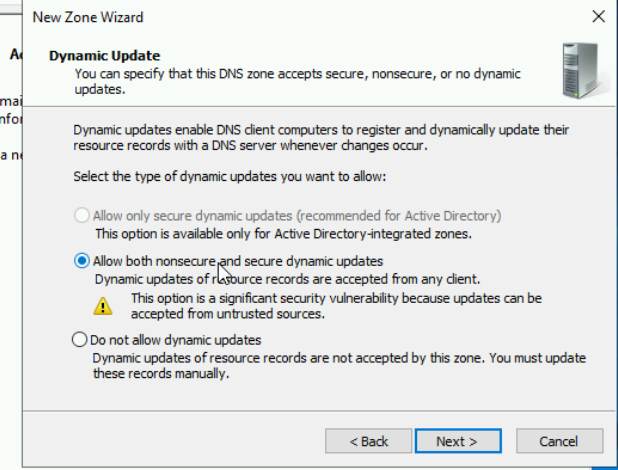 New Zone Wizard
Dynamic Update
You can specify that this DNS zone accepts secure, nonsecure, or no dynamic
updates.
Dynamic updates enable DNS client computers to register and dynamically update their
resource records with a DNS server whenever changes occur.
Select the type of dynamic updates you want to allow:
Allow only secure dynamic updates (recommended for Active Directory)
This option is available only for Active Directory-integrated zones.
Allow both nonsecure and secure dynamic updates
Dynamic updates of resource records are accepted from any client.
This option is a significant security vulnerability because updates can be
accepted from untrusted sources.
Do not allow dynamic updates
Dynamic updates of resource records are not accepted by this zone. You must update
these records manually.
< Back
Next >
Cancel